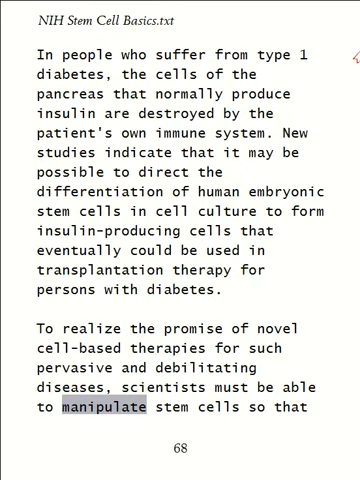 NIH Stem Cell Basics.txt
In people who suffer from type 1
diabetes, the cells of the
pancreas that normally produce
insulin are destroyed by the
patient's own immune system. New
studies indicate that it may be
possible to direct the
differentiation of human embryonic
stem cells in cell culture to form
insulin-producing cells that
eventually could be used in
transplantation therapy for
persons with diabetes.
To realize the promise of novel
cell-based therapies for such
pervasive and debilitating
diseases, scientists must be able
to manipulate stem cells so that
68